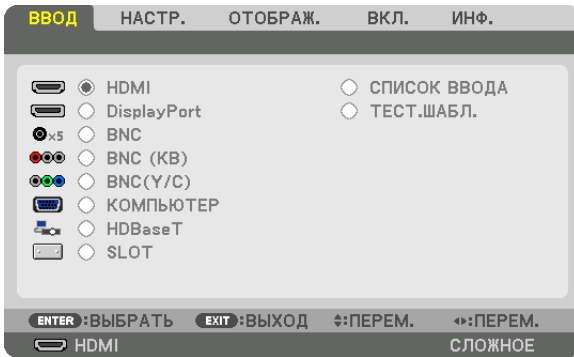 ВВОД НАСТР. ОТОБРАЖ. ВКЛ. ИНФ.
HDMI
DisplayPort
×5 BNC
BNC (КВ)
BNC(Y/C)
КОМПЬЮТЕР
HDBaseT
SLOT
СПИСОК ВВОДА
ТЕСТ.ШАБЛ.
ENTER :ВЫБРАТЬ EXIT :ВЫХОД :ПЕРЕМ. :ПЕРЕМ.
HDMI СЛОЖНОЕ